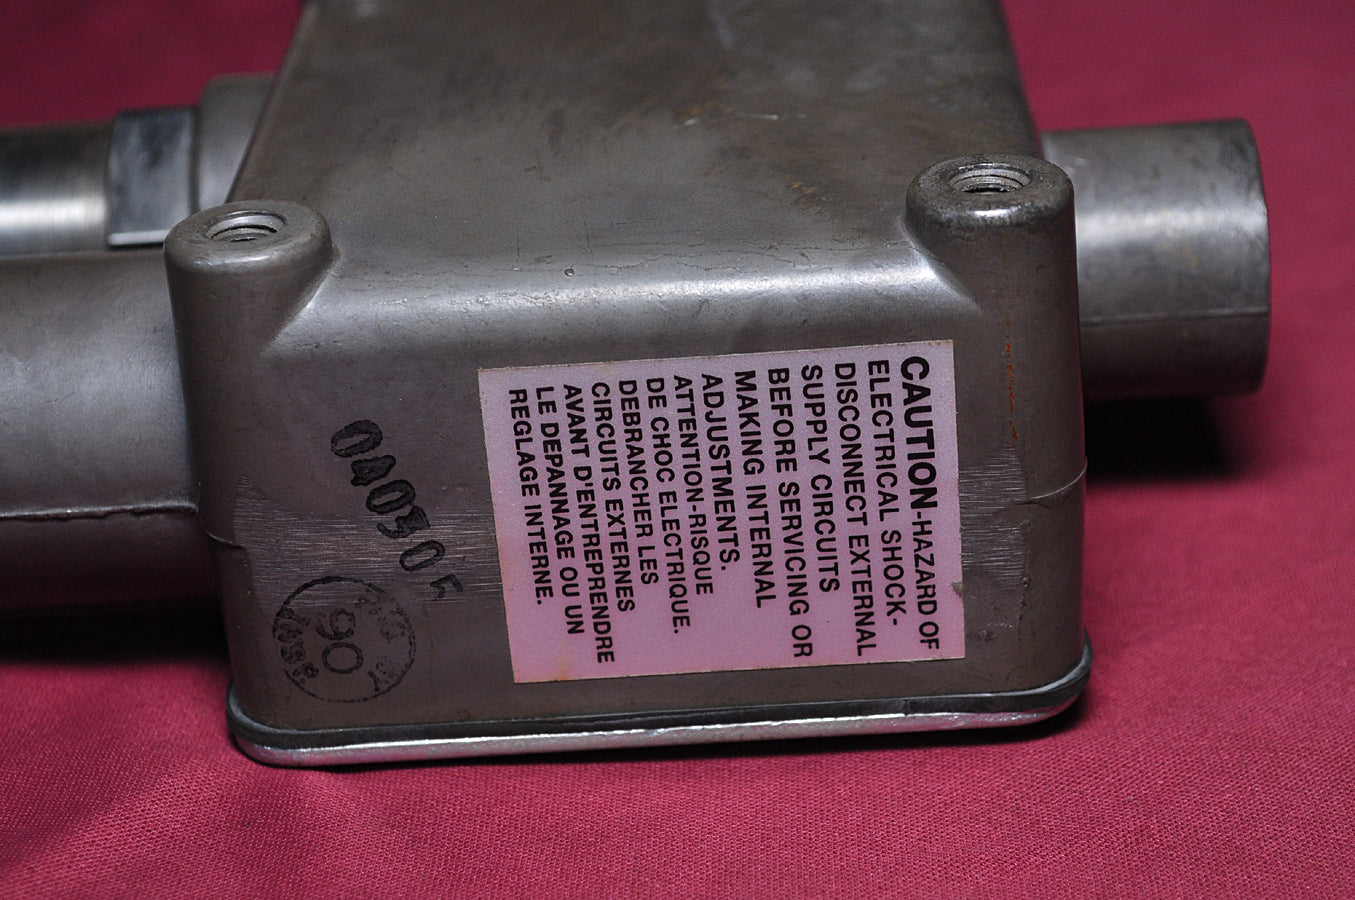 CAUTION-HAZARD OF
ELECTRICAL SHOCK-
DISCONNECT EXTERNAL
SUPPLY CIRCUITS
BEFORE SERVICING OR
MAKING INTERNAL
ADJUSTMENTS.
ATTENTION-RISQUE
DE CHOC ELECTRIQUE.
DEBRANCHER LES
CIRCUITS EXTERNES
AVANT D'ENTREPRENDRE
LE DEPANNAGE OU UN
REGLAGE INTERNE.
90